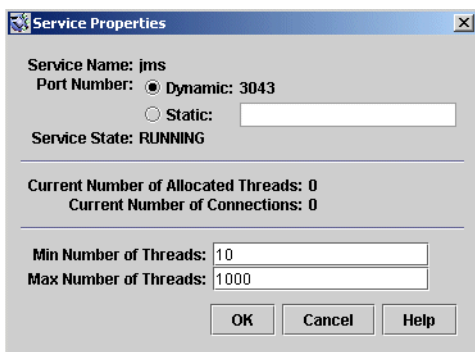 Service Properties
Service Name: jms
Port Number: Dynamic: 3043
Static:
Service State: RUNNING
Current Number of Allocated Threads: 0
Current Number of Connections: 0
Min Number of Threads: 10
Max Number of Threads: 1000
OK Cancel Help